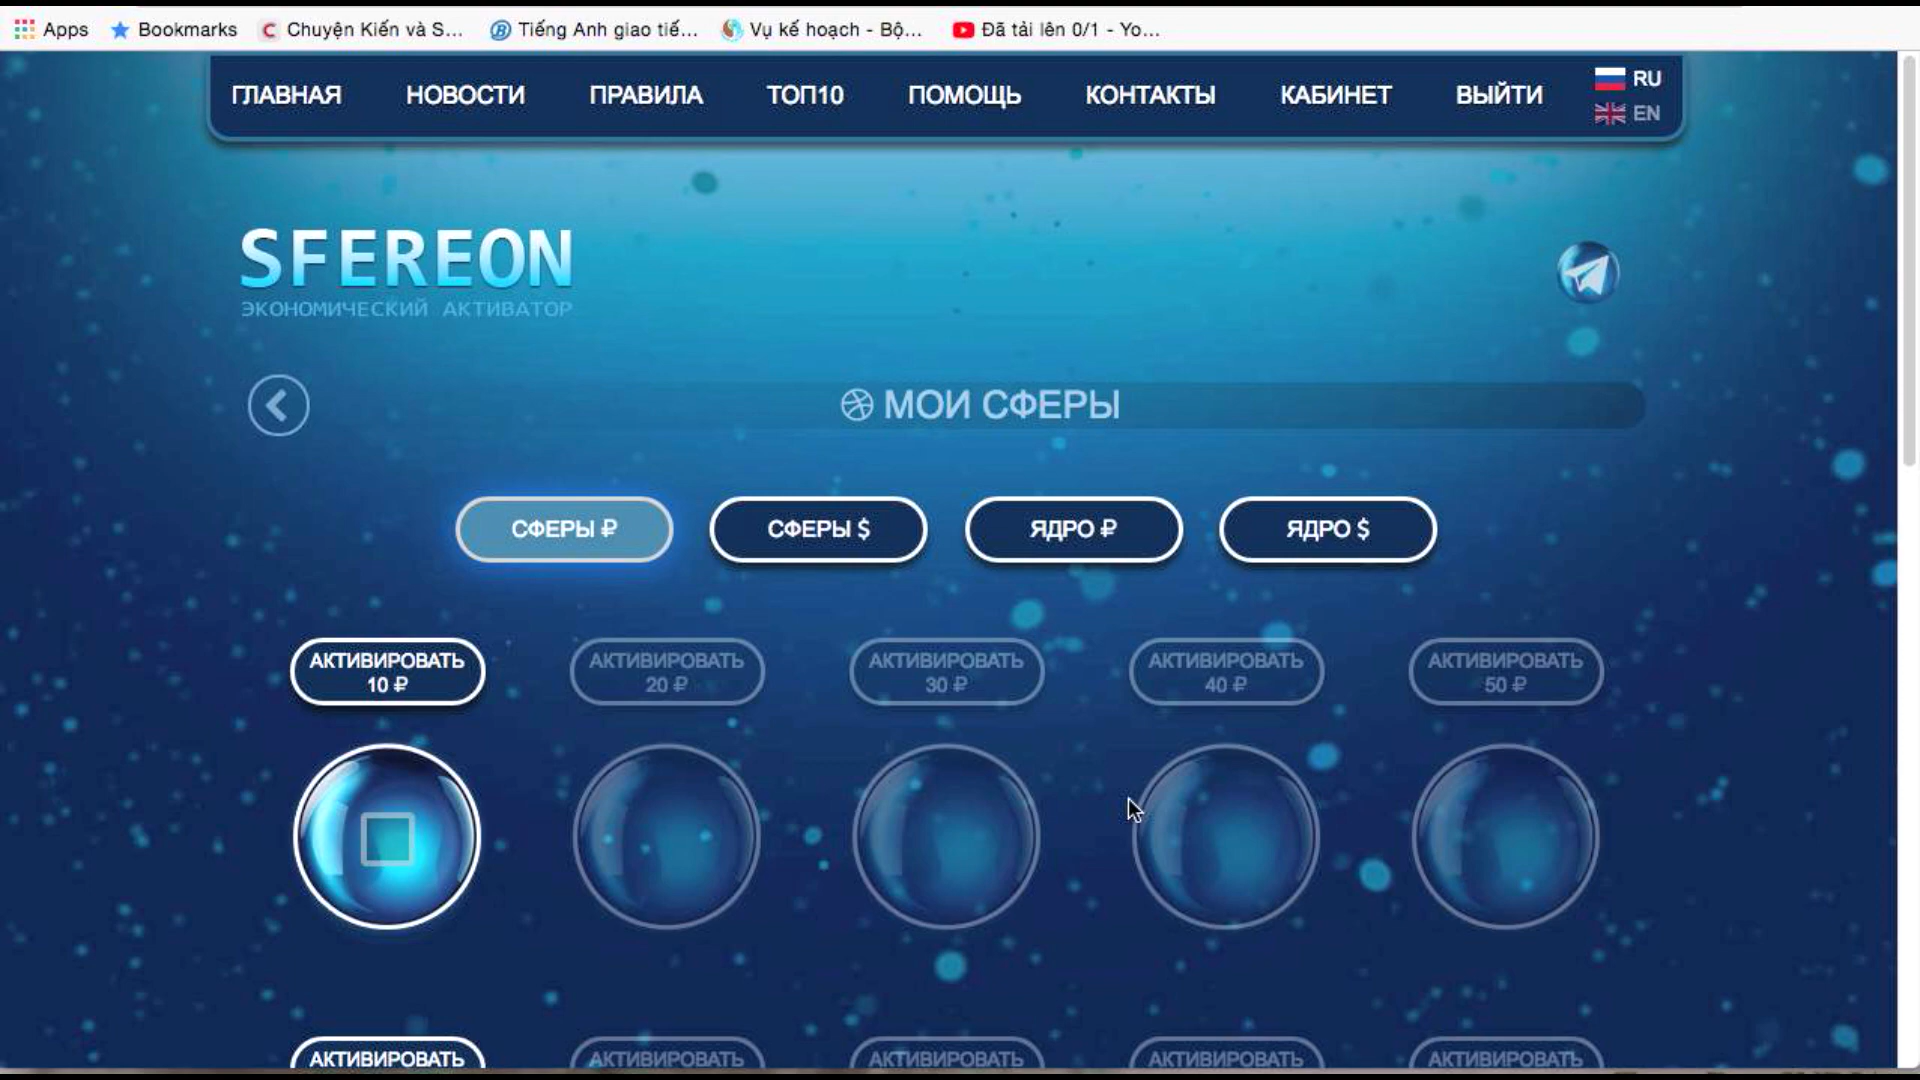 Apps Bookmarks Chuyện Kiến và S... Tiếng Anh giao tiế... Vụ kế hoạch - Bộ... Đã tải lên 0/1 - Yo...
ГЛАВНАЯ НОВОСТИ ПРАВИЛА ТОП10 ПОМОЩЬ КОНТАКТЫ КАБИНЕТ ВЫЙТИ RU
EN
SFEREON
ЭКОНОМИЧЕСКИЙ АКТИВАТОР
МОИ СФЕРЫ
СФЕРЫ ₽ СФЕРЫ $ ЯДРО ₽ ЯДРО $
АКТИВИРОВАТЬ АКТИВИРОВАТЬ АКТИВИРОВАТЬ АКТИВИРОВАТЬ АКТИВИРОВАТЬ
10 ₽ 20 ₽ 30 ₽ 40 ₽ 50 ₽
АКТИВИРОВАТЬ АКТИВИРОВАТЬ АКТИВИРОВАТЬ АКТИВИРОВАТЬ АКТИВИРОВАТЬ